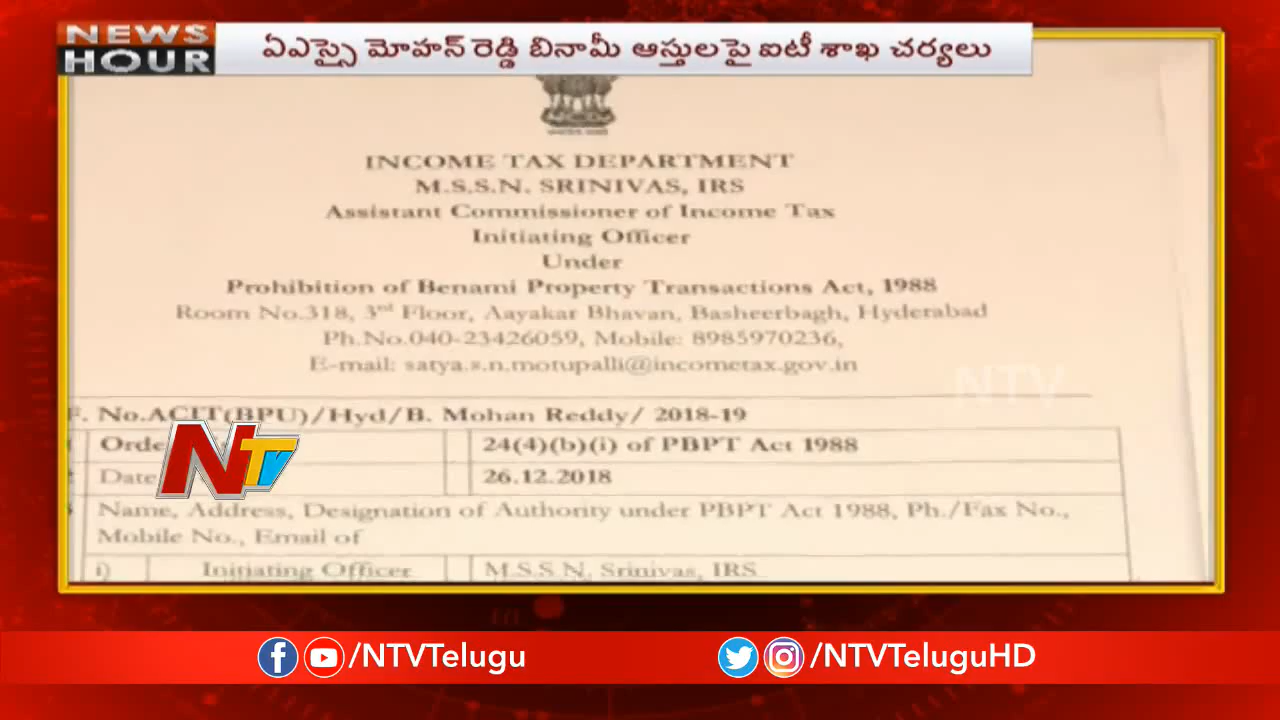 NEWS HOUR
ఏఎస్సై మోహన్ రెడ్డి బినామీ ఆస్తులపై ఐటీ శాఖ చర్యలు
INCOME TAX DEPARTMENT
M.S.S.N. SRINIVAS, IRS
Assistant Commissioner of Income Tax
Initiating Officer
Under
Prohibition of Benami Property Transactions Act, 1988
Room No.318, 3rd Floor, Aayakar Bhavan, Basheerbagh, Hyderabad
Ph.No.040-23426059, Mobile: 8985970236,
E-mail: satya.s.n.motupalli@incometax.gov.in
NTV
F. No.ACIT(BPU)/Hyd/B. Mohan Reddy/ 2018-19
Orde 24(4)(b)(i) of PBPT Act 1988
Date 26.12.2018
NTV
Name, Address, Designation of Authority under PBPT Act 1988, Ph./Fax No.,
Mobile No., Email of
i) Initiating Officer M.S.S.N. Srinivas, IRS
/NTVTelugu /NTVTeluguHD